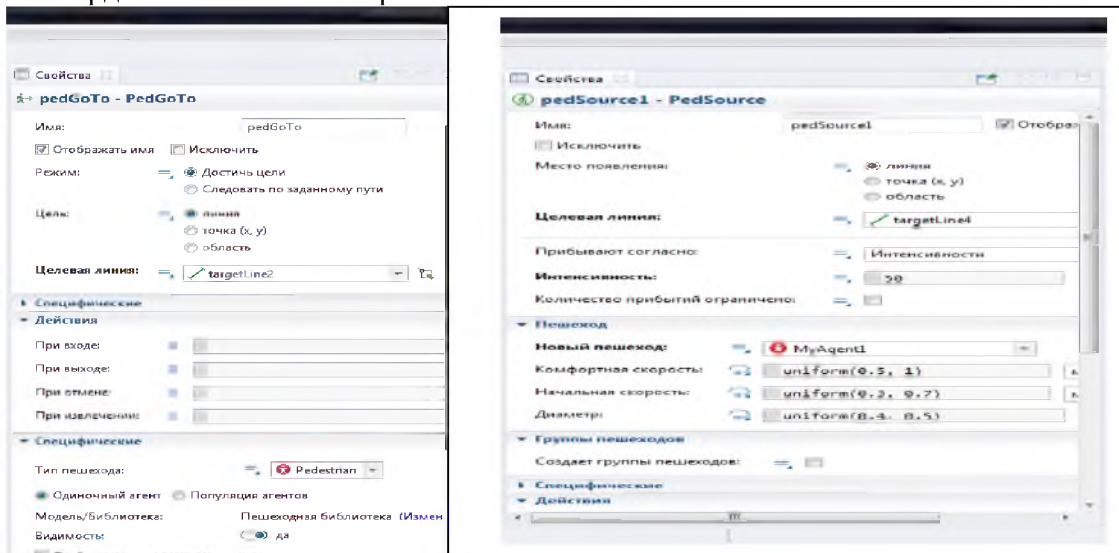 Свойства
pedGoTo - PedGoTo
Имя: pedGoTo
Отображать имя Исключить
Режим: Достичь цели
Следовать по заданному пути
Цель: линия
точка (x, y)
область
Целевая линия: targetLine2
Специфические
Действия
При входе:
При выходе:
При отмене:
При извлечении:
Специфические
Тип пешехода: Pedestrian
Одиночный агент Популяция агентов
Модель/Библиотека: Пешеходная библиотека (Измен
Видимость: да
Свойства
pedSource1 - PedSource
Имя: pedSource1 Отображ
Исключить
Место появления: линия
точка (x, y)
область
Целевая линия: targetLine4
Прибывают согласно: Интенсивности
Интенсивность: 50
Количество прибытий ограничено:
Пешеход
Новый пешеход: MyAgent1
Комфортная скорость: uniform(0.5, 1)
Начальная скорость: uniform(0.3, 0.7)
Диаметр: uniform(0.4, 0.5)
Группы пешеходов
Создает группы пешеходов:
Специфические
Действия